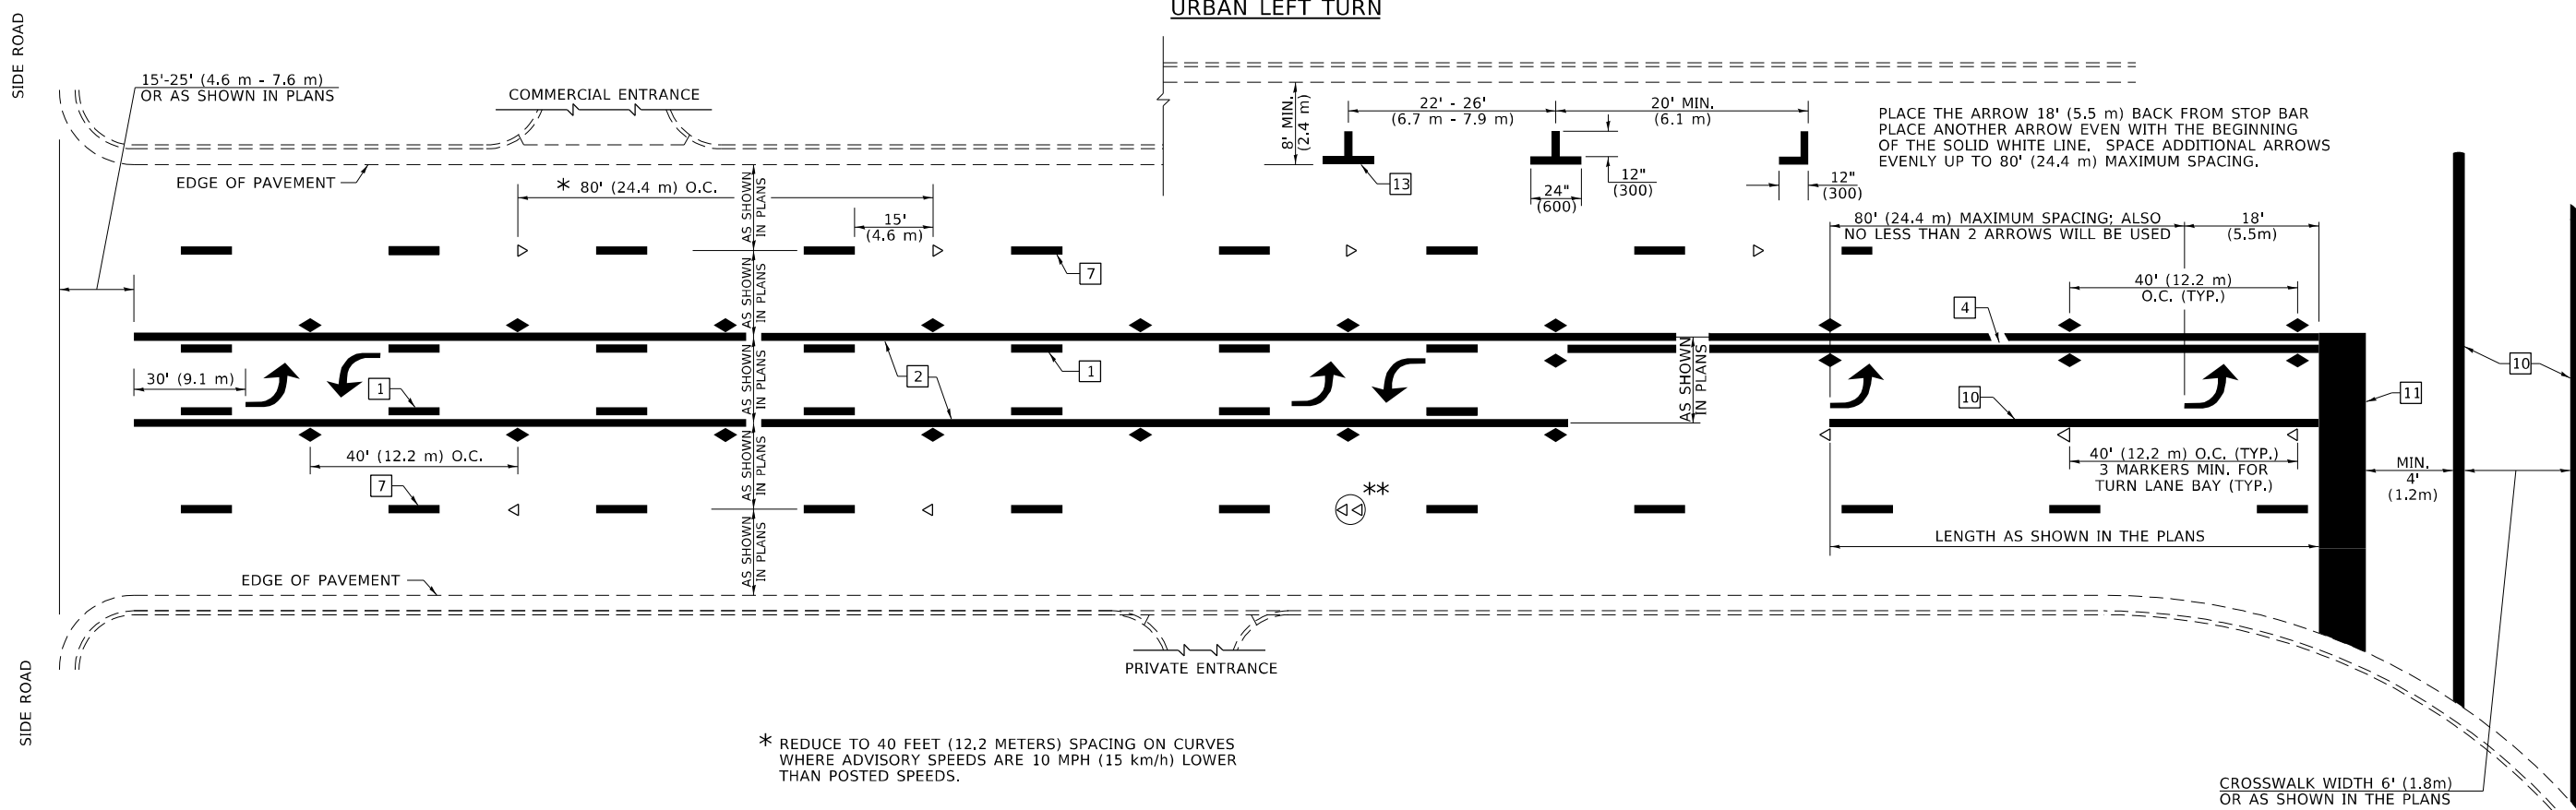 URBAN LEFT TURN
SIDE ROAD
15'-25' (4.6 m - 7.6 m)
OR AS SHOWN IN PLANS
COMMERCIAL ENTRANCE
8' MIN.
(2.4 m)
22' - 26'
(6.7 m - 7.9 m)
20' MIN.
(6.1 m)
PLACE THE ARROW 18' (5.5 m) BACK FROM STOP BAR
PLACE ANOTHER ARROW EVEN WITH THE BEGINNING
OF THE SOLID WHITE LINE. SPACE ADDITIONAL ARROWS
EVENLY UP TO 80' (24.4 m) MAXIMUM SPACING.
EDGE OF PAVEMENT
* 80' (24.4 m) O.C.
AS SHOWN
IN PLANS
13
24"
(600)
12"
(300)
12"
(300)
15'
(4.6 m)
80' (24.4 m) MAXIMUM SPACING; ALSO
NO LESS THAN 2 ARROWS WILL BE USED
18'
(5.5m)
7
AS SHOWN
IN PLANS
40' (12.2 m)
O.C. (TYP.)
4
10
30' (9.1 m)
1
2
1
AS SHOWN
IN PLANS
AS SHOWN
IN PLANS
10
11
40' (12.2 m) O.C.
7
AS SHOWN
IN PLANS
**
40' (12.2 m) O.C. (TYP.)
3 MARKERS MIN. FOR
TURN LANE BAY (TYP.)
MIN.
4'
(1.2m)
LENGTH AS SHOWN IN THE PLANS
AS SHOWN
IN PLANS
EDGE OF PAVEMENT
SIDE ROAD
PRIVATE ENTRANCE
* REDUCE TO 40 FEET (12.2 METERS) SPACING ON CURVES
WHERE ADVISORY SPEEDS ARE 10 MPH (15 km/h) LOWER
THAN POSTED SPEEDS.
CROSSWALK WIDTH 6' (1.8m)
OR AS SHOWN IN THE PLANS